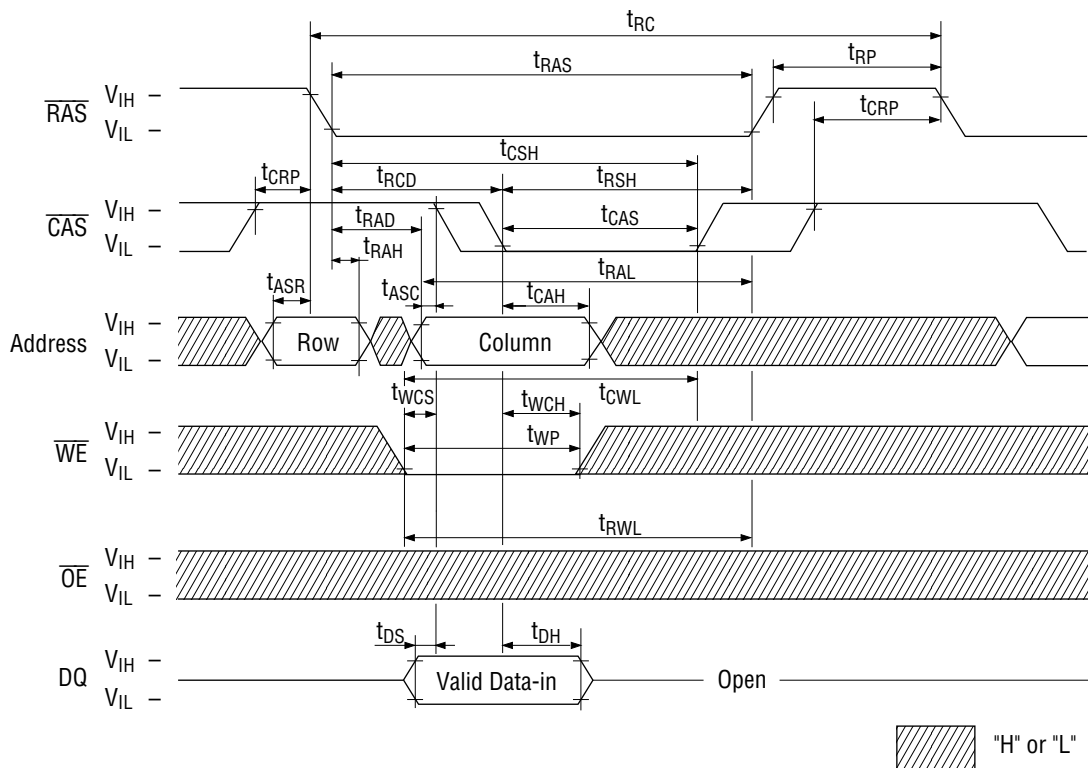 tRC
tRAS
tRP
RAS
VIH –
VIL –
tCRP
tCSH
tCRP
tRCD
tRSH
CAS
VIH –
VIL –
tRAD
tCAS
tRAH
tRAL
tASR
tASC
tCAH
Address
VIH –
VIL –
Row
Column
tWCS
tCWL
tWCH
WE
VIH –
VIL –
tWP
tRWL
OE
VIH –
VIL –
tDS
tDH
DQ
VIH –
VIL –
Valid Data-in
Open
"H" or "L"